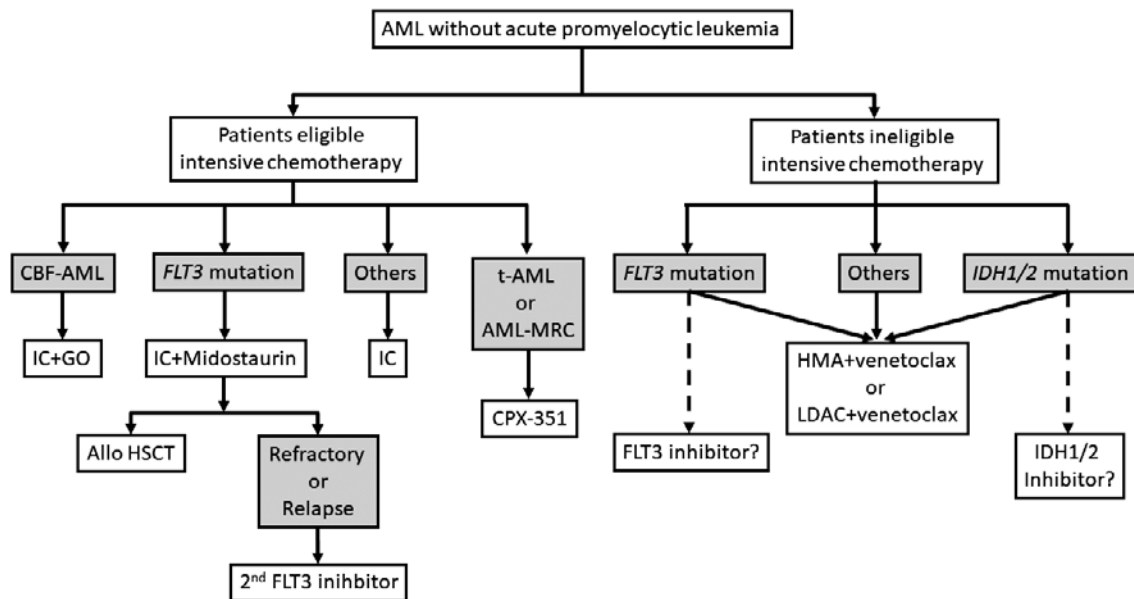 AML without acute promyelocytic leukemia
Patients eligible
intensive chemotherapy
Patients ineligible
intensive chemotherapy
CBF-AML
FLT3 mutation
Others
t-AML
or
AML-MRC
FLT3 mutation
Others
IDH1/2 mutation
IC+GO
IC+Midostaurin
IC
CPX-351
HMA+venetoclax
or
LDAC+venetoclax
Allo HSCT
Refractory
or
Relapse
FLT3 inhibitor?
IDH1/2
Inhibitor?
2nd FLT3 inihbitor